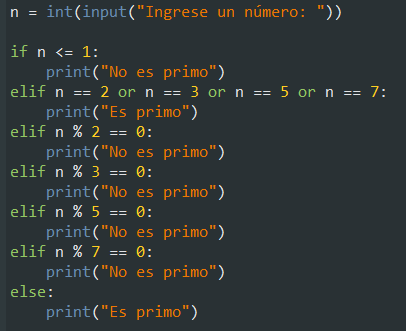 n = int(input("Ingrese un número: "))

if n <= 1:
    print("No es primo")
elif n == 2 or n == 3 or n == 5 or n == 7:
    print("Es primo")
elif n % 2 == 0:
    print("No es primo")
elif n % 3 == 0:
    print("No es primo")
elif n % 5 == 0:
    print("No es primo")
elif n % 7 == 0:
    print("No es primo")
else:
    print("Es primo")